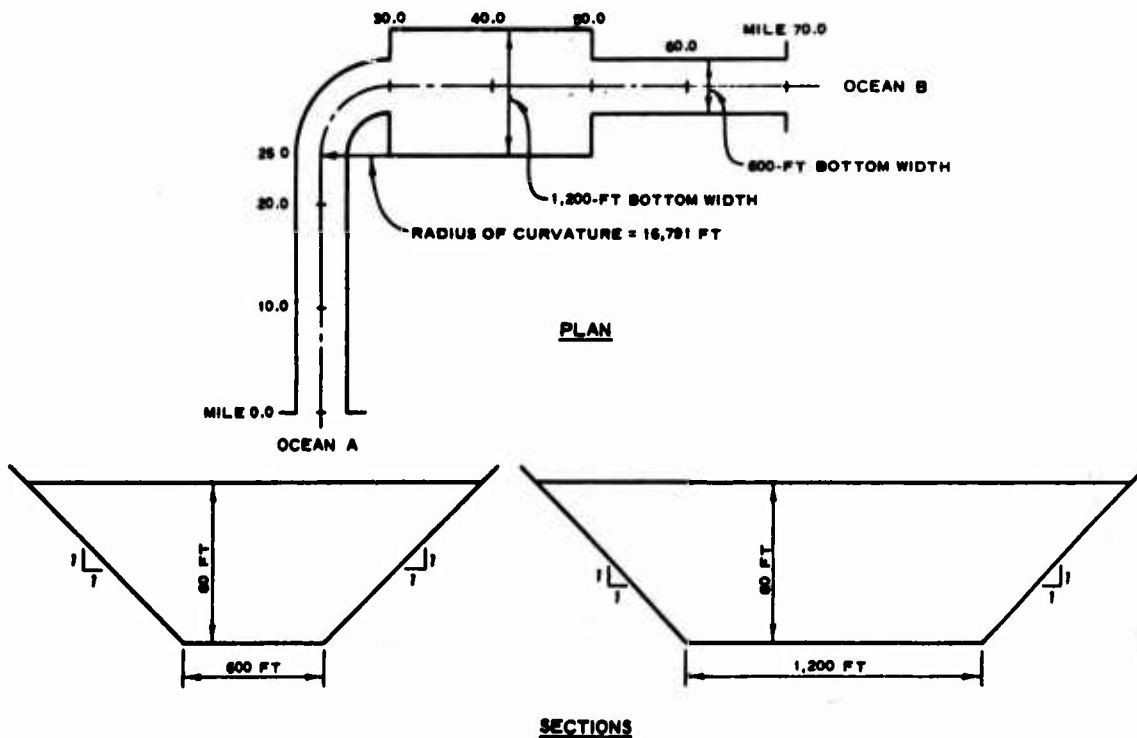 30.0 40.0 50.0 MILE 70.0
60.0
OCEAN B
25.0
600-FT BOTTOM WIDTH
1,200-FT BOTTOM WIDTH
20.0
RADIUS OF CURVATURE = 16,791 FT
10.0
PLAN
MILE 0.0
OCEAN A
1
1
FT
1
1
600 FT
1
1
FT
1
1
1,200 FT
SECTIONS